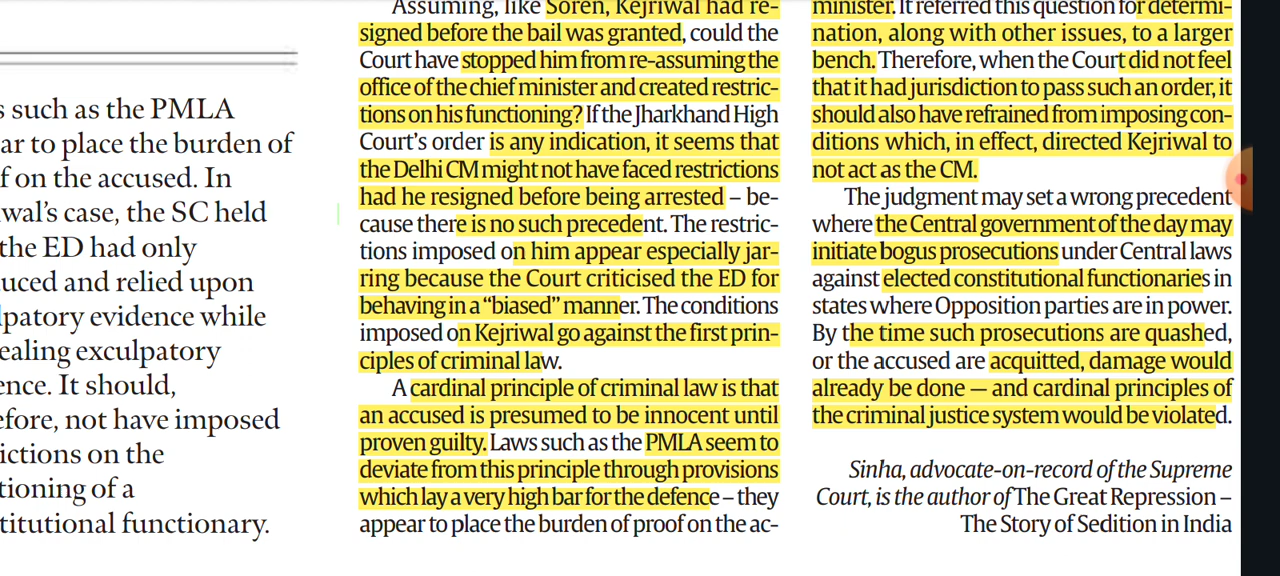 s such as the PMLA
ar to place the burden of
f on the accused. In
wal's case, the SC held
the ED had only
uced and relied upon
lpatory evidence while
ealing exculpatory
ence. It should,
efore, not have imposed
ictions on the
tioning of a
titutional functionary.
Assuming, like Soren, Kejriwal had re-
signed before the bail was granted, could the
Court have stopped him from re-assuming the
office of the chief minister and created restric-
tions on his functioning? If the Jharkhand High
Court's order is any indication, it seems that
the Delhi CM might not have faced restrictions
had he resigned before being arrested – be-
cause there is no such precedent. The restric-
tions imposed on him appear especially jar-
ring because the Court criticised the ED for
behaving in a “biased” manner. The conditions
imposed on Kejriwal go against the first prin-
ciples of criminal law.
A cardinal principle of criminal law is that
an accused is presumed to be innocent until
proven guilty. Laws such as the PMLA seem to
deviate from this principle through provisions
which lay a very high bar for the defence – they
appear to place the burden of proof on the ac-
minister. It referred this question for determi-
nation, along with other issues, to a larger
bench. Therefore, when the Court did not feel
that it had jurisdiction to pass such an order, it
should also have refrained from imposing con-
ditions which, in effect, directed Kejriwal to
not act as the CM.
The judgment may set a wrong precedent
where the Central government of the day may
initiate bogus prosecutions under Central laws
against elected constitutional functionaries in
states where Opposition parties are in power.
By the time such prosecutions are quashed,
or the accused are acquitted, damage would
already be done — and cardinal principles of
the criminal justice system would be violated.
Sinha, advocate-on-record of the Supreme
Court, is the author of The Great Repression –
The Story of Sedition in India